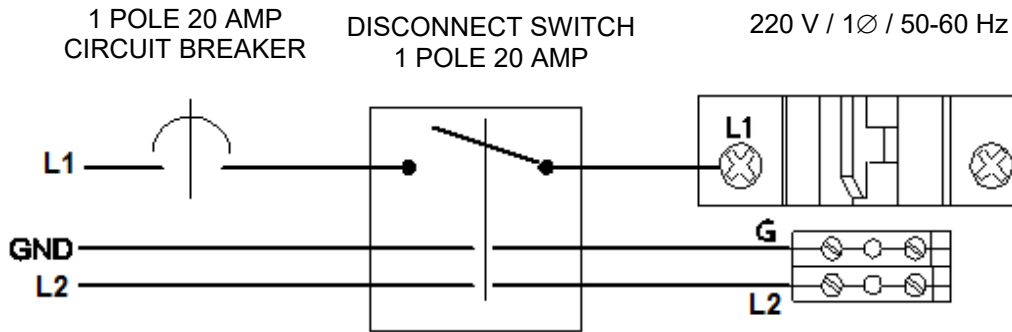 1 POLE 20 AMP
CIRCUIT BREAKER
DISCONNECT SWITCH
1 POLE 20 AMP
220 V / 1∅ / 50-60 Hz
L1
L1
GND
G
L2
L2